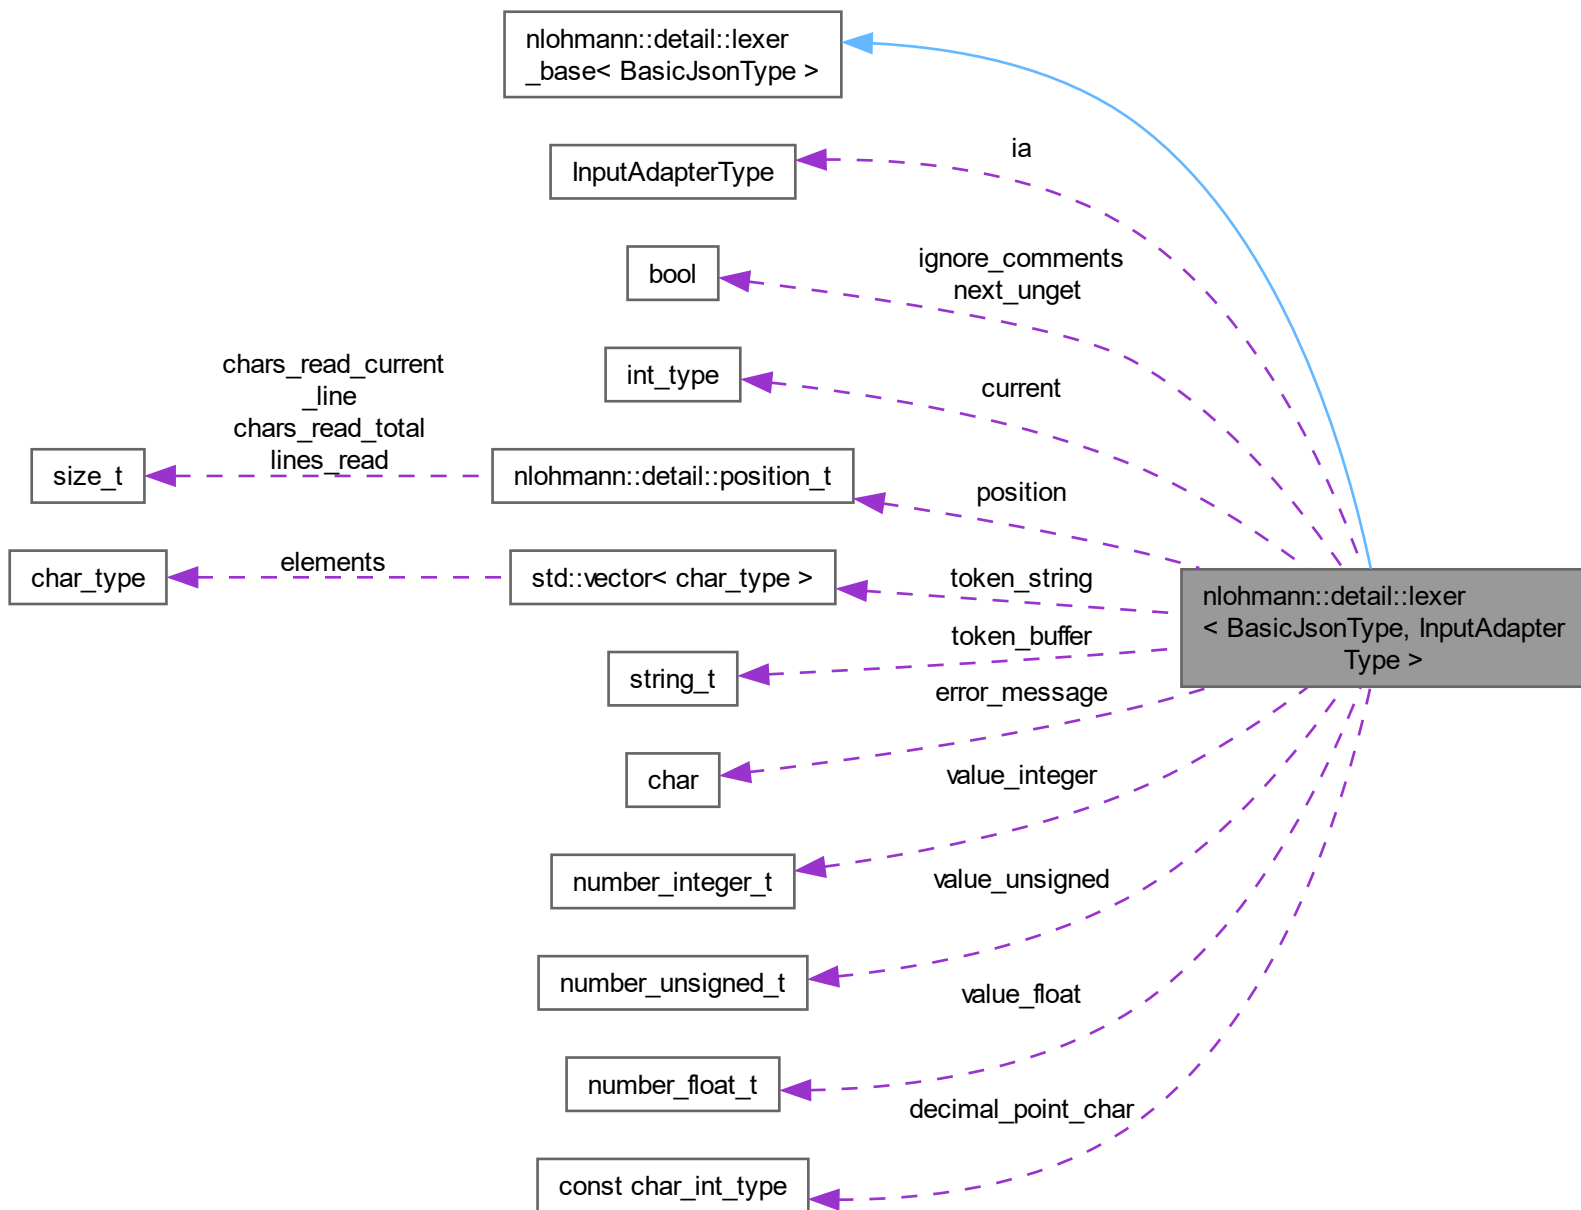 nlohmann::detail::lexer
_base< BasicJsonType >
ia
InputAdapterType
ignore_comments
next_unget
bool
chars_read_current
_line
chars_read_total
lines_read
int_type
current
size_t
nlohmann::detail::position_t
position
char_type
elements
std::vector< char_type >
token_string
nlohmann::detail::lexer
< BasicJsonType, InputAdapter
Type >
token_buffer
string_t
error_message
char
value_integer
number_integer_t
value_unsigned
number_unsigned_t
value_float
number_float_t
decimal_point_char
const char_int_type